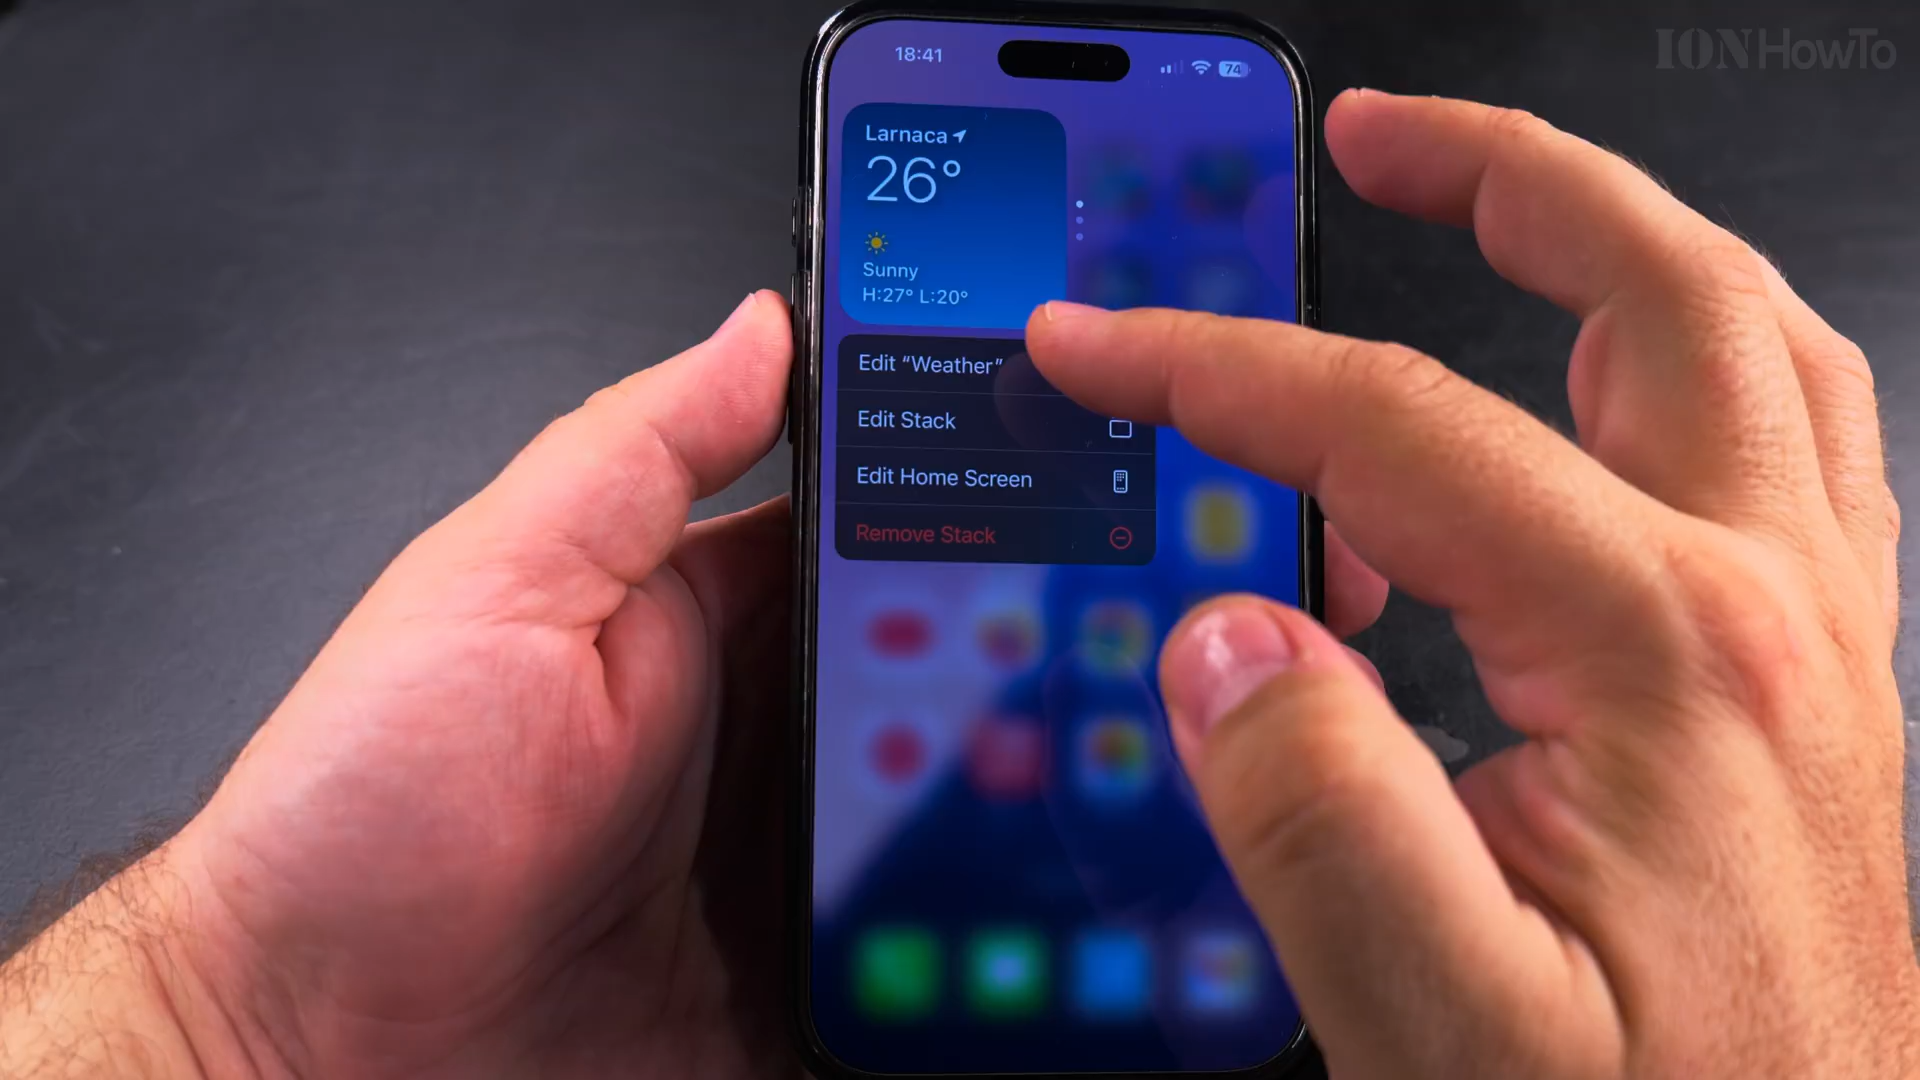 IONHowTo
18:41
74
Larnaca
26°
Sunny
H:27° L:20°
Edit “Weather”
Edit Stack
Edit Home Screen
Remove Stack